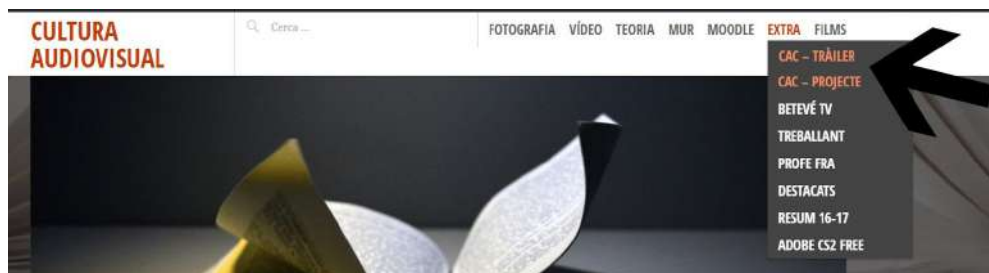 CULTURA
AUDIOVISUAL
Cerca ...
FOTOGRAFIA VÍDEO TEORIA MUR MOODLE EXTRA FILMS
CAC – TRÀILER
CAC – PROJECTE
BETEVÉ TV
TREBALLANT
PROFE FRA
DESTACATS
RESUM 16-17
ADOBE CS2 FREE